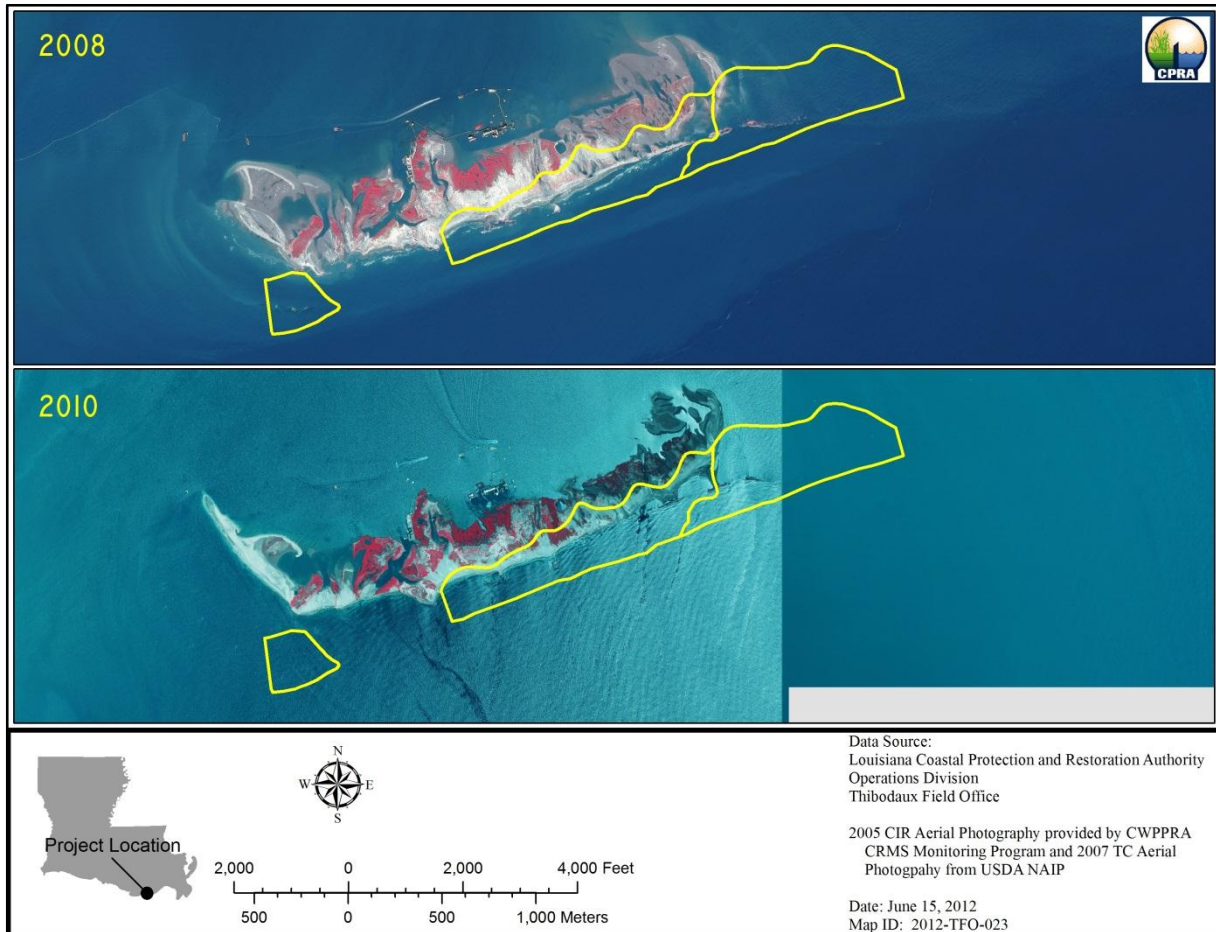 2008
CPRA
2010
Project Location
N
W E
S
2,000 0 2,000 4,000 Feet
500 0 500 1,000 Meters
Data Source:
Louisiana Coastal Protection and Restoration Authority
Operations Division
Thibodaux Field Office
2005 CIR Aerial Photography provided by CWPPRA
CRMS Monitoring Program and 2007 TC Aerial
Photogpahy from USDA NAIP
Date: June 15, 2012
Map ID: 2012-TFO-023